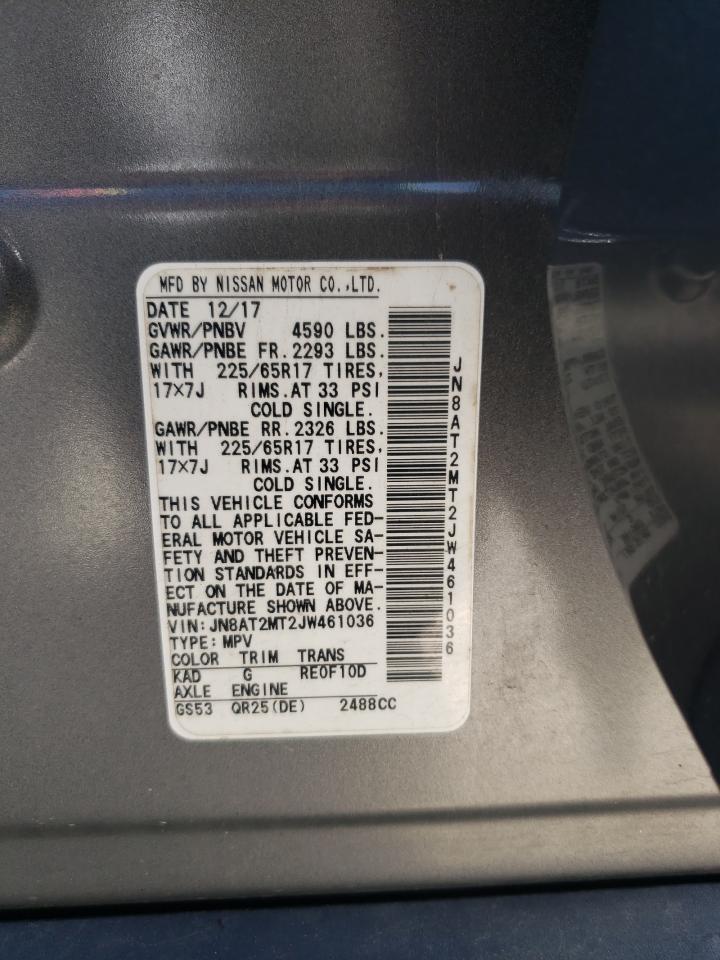 MFD BY NISSAN MOTOR CO.,LTD.
DATE 12/17
GVWR/PNBV 4590 LBS.
GAWR/PNBE FR.2293 LBS.
WITH 225/65R17 TIRES,
17×7J RIMS.AT 33 PSI
COLD SINGLE.
GAWR/PNBE RR.2326 LBS.
WITH 225/65R17 TIRES,
17×7J RIMS.AT 33 PSI
COLD SINGLE.
THIS VEHICLE CONFORMS
TO ALL APPLICABLE FED-
ERAL MOTOR VEHICLE SA-
FETY AND THEFT PREVEN-
TION STANDARDS IN EFF-
ECT ON THE DATE OF MA-
NUFACTURE SHOWN ABOVE.
VIN:JN8AT2MT2JW461036
TYPE:MPV
COLOR TRIM TRANS
KAD G RE0F10D
AXLE ENGINE
GS53 QR25(DE) 2488CC
JN8AT2MT2JW461036